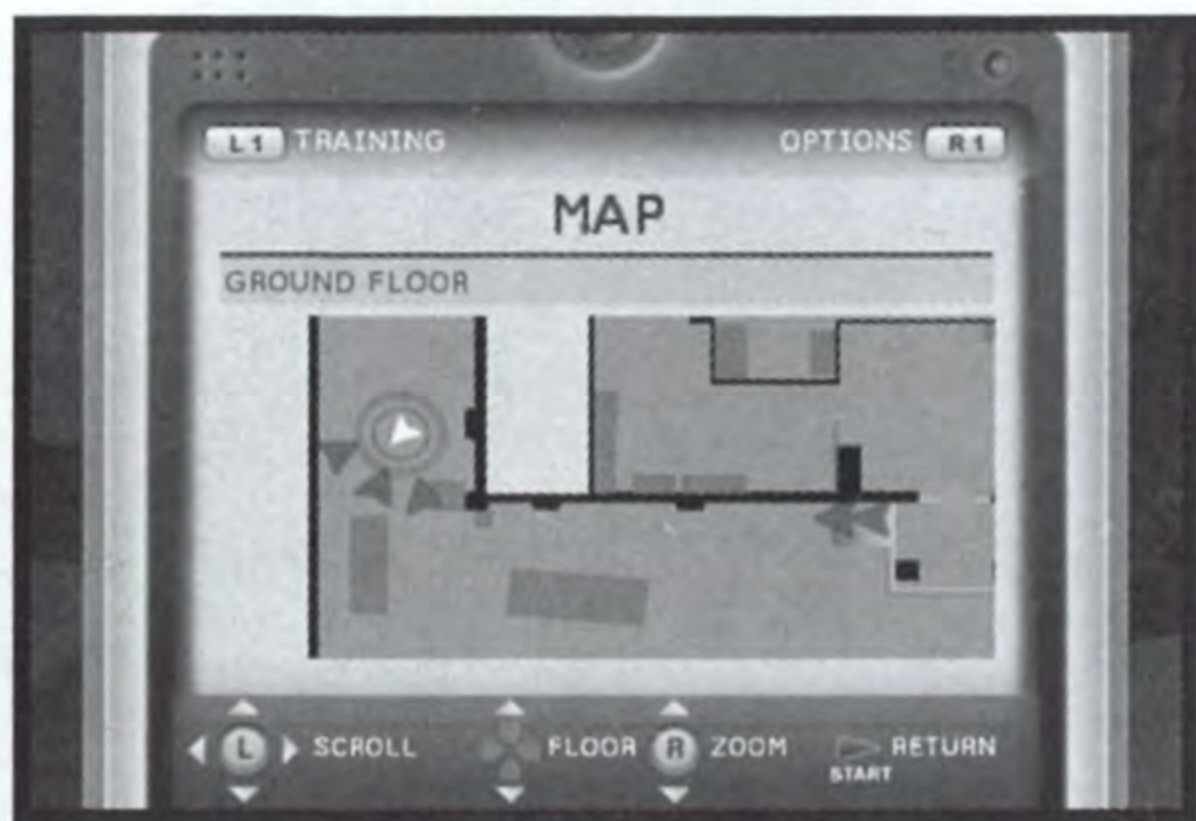 L1 TRAINING OPTIONS R1
MAP
GROUND FLOOR
L SCROLL FLOOR R ZOOM RETURN
START